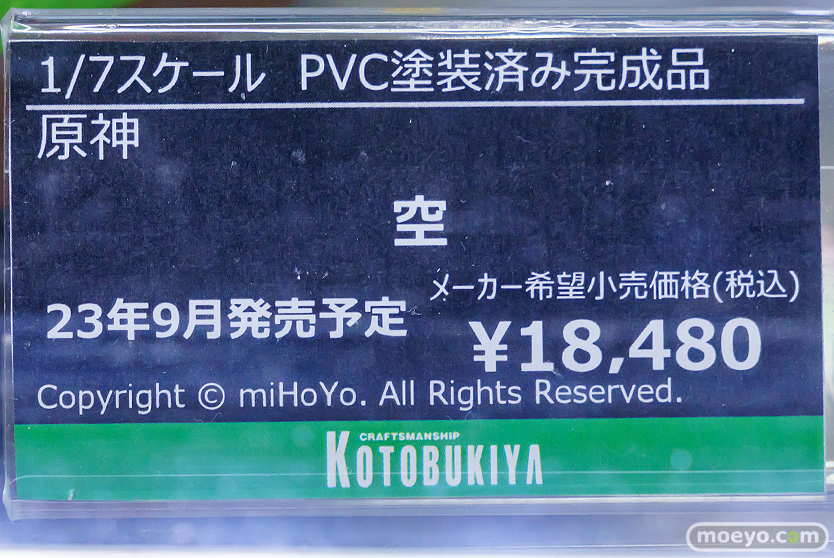 1/7スケール PVC塗装済み完成品
原神
空
メーカー希望小売価格(税込)
23年9月発売予定
¥18,480
Copyright © miHoYo. All Rights Reserved.
CRAFTSMANSHIP
KOTOBUKIYA
moeyo.com